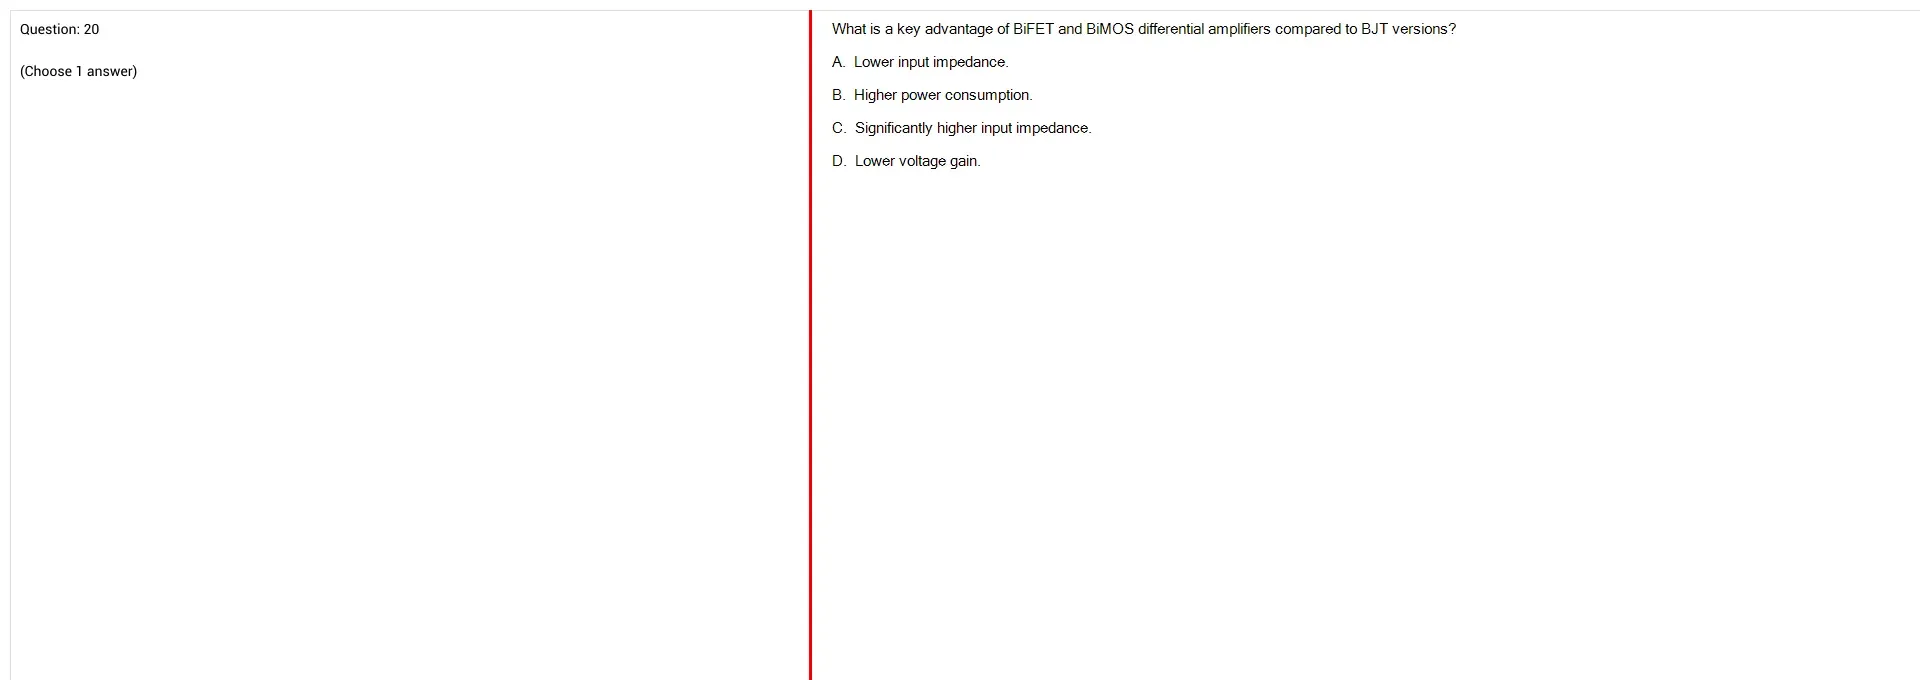 Question: 20
(Choose 1 answer)
What is a key advantage of BiFET and BiMOS differential amplifiers compared to BJT versions?
A. Lower input impedance.
B. Higher power consumption.
C. Significantly higher input impedance.
D. Lower voltage gain.